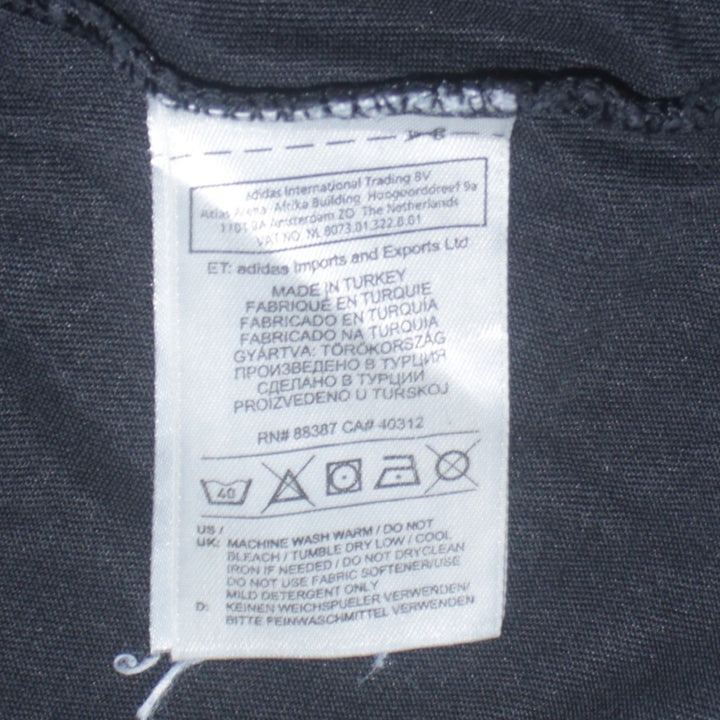 adidas International Trading BV
Atlas Arena Afrika Building Hoogoorddreef 9a
1101 BA Amsterdam ZO The Netherlands
VAT NO. NL 8073.01.322.B.01
ET: adidas Imports and Exports Ltd
MADE IN TURKEY
FABRIQUÉ EN TURQUIE
FABRICADO EN TURQUÍA
FABRICADO NA TURQUIA
GYÁRTVA: TÖRÖKORSZÁG
ПРОИЗВЕДЕНО В ТУРЦИЯ
СДЕЛАНО В ТУРЦИИ
PROIZVEDENO U TURSKOJ
RN# 88387 CA# 40312
40
US /
UK: MACHINE WASH WARM / DO NOT
BLEACH / TUMBLE DRY LOW / COOL
IRON IF NEEDED / DO NOT DRYCLEAN
DO NOT USE FABRIC SOFTENER/USE
MILD DETERGENT ONLY
D: KEINEN WEICHSPUELER VERWENDEN/
BITTE FEINWASCHMITTEL VERWENDEN